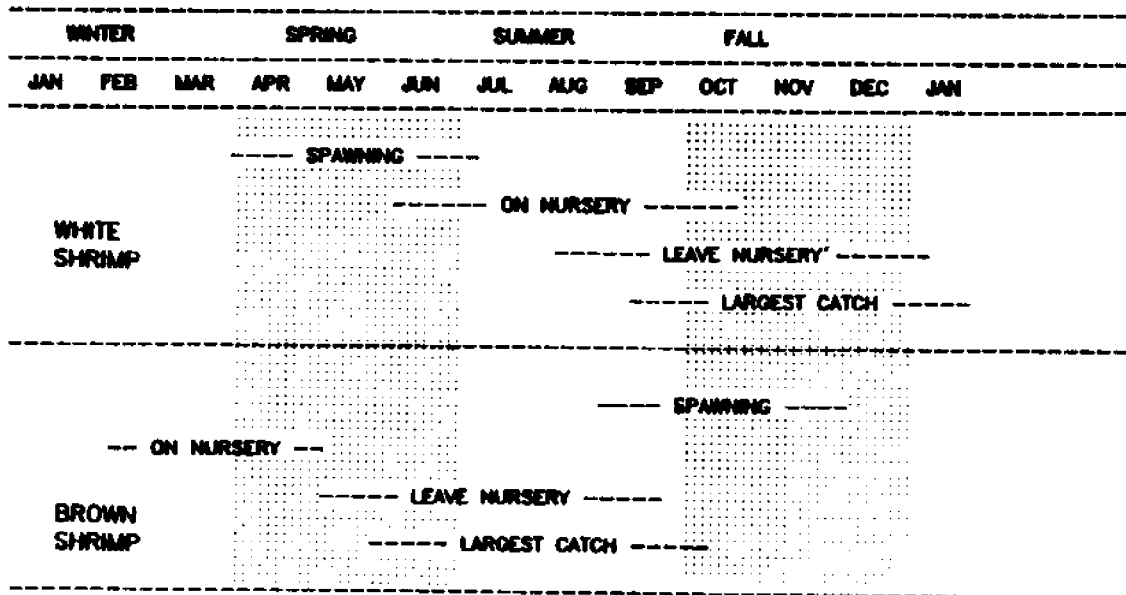 WINTER SPRING SUMMER FALL
JAN FEB MAR APR MAY JUN JUL AUG SEP OCT NOV DEC JAN
SPAWNING
ON NURSERY
WHITE
SHRIMP
LEAVE NURSERY
LARGEST CATCH
SPAWNING
ON NURSERY
LEAVE NURSERY
BROWN
SHRIMP
LARGEST CATCH